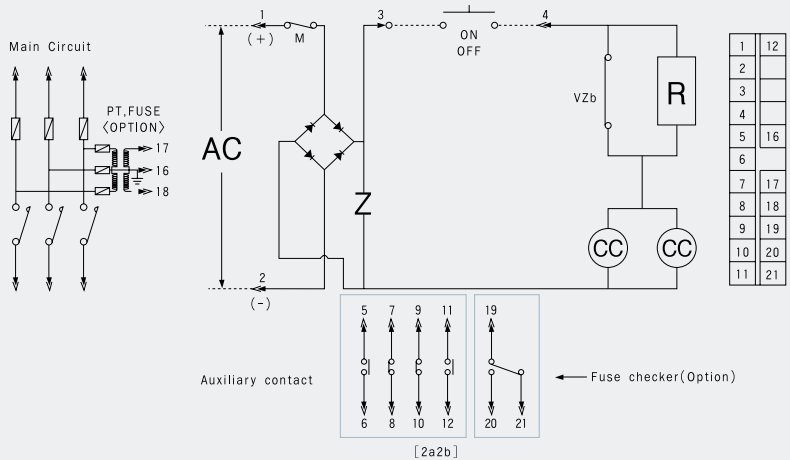 Main Circuit
PT,FUSE
〈OPTION〉
17
16
18
AC
1
(+)
M
2
(-)
3
ON
OFF
4
Z
VZb
R
CC
CC
1 12
2
3
4
5 16
6
7 17
8 18
9 19
10 20
11 21
Auxiliary contact
5 7 9 11
6 8 10 12
19
20 21
Fuse checker(Option)
[2a2b]